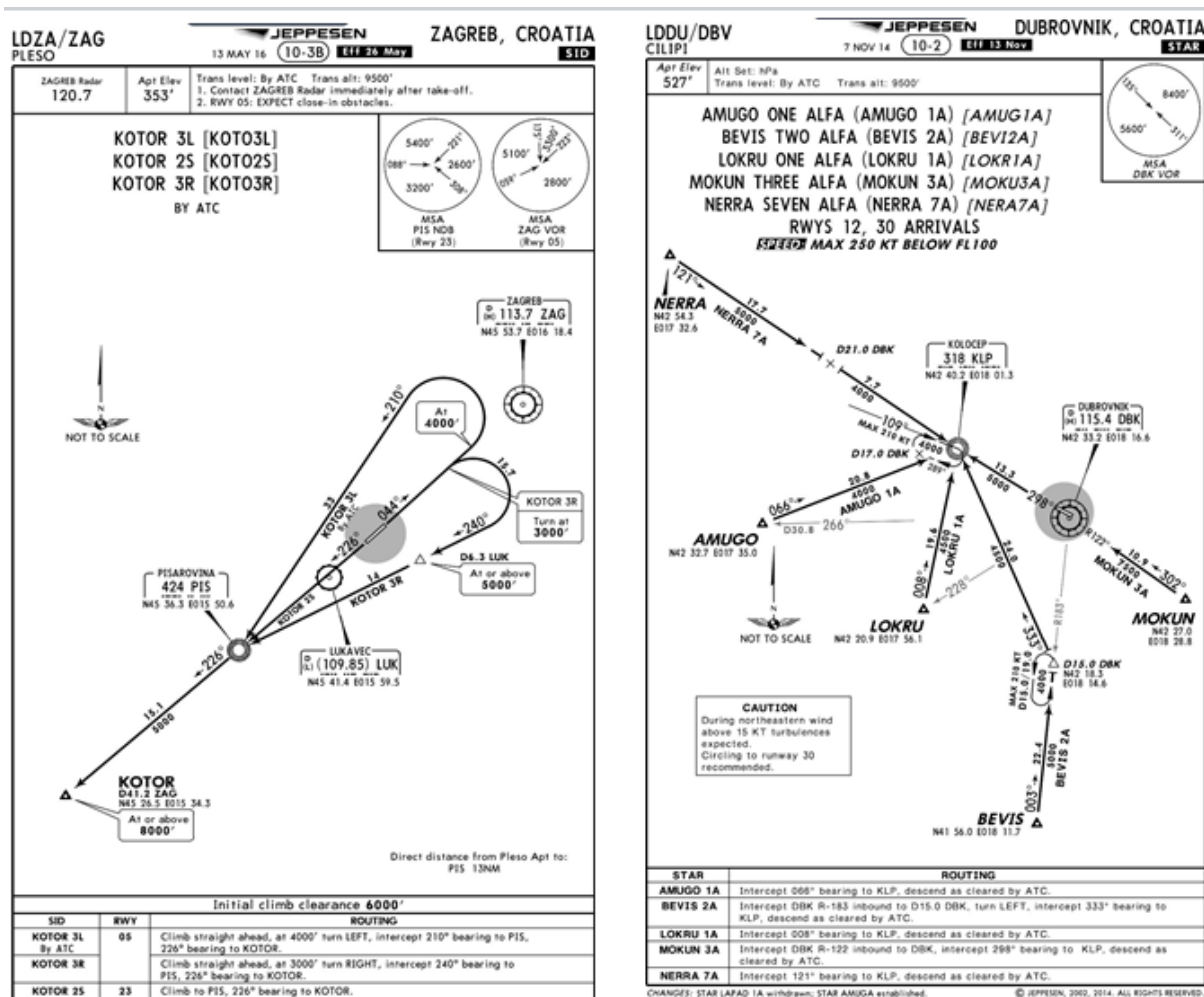 LDZA/ZAG
PLESO
JEPPESEN
13 MAY 16
10-3B
Eff 26 May
ZAGREB, CROATIA
SID
ZAGREB Radar
120.7
Apt Elev
353'
Trans level: By ATC Trans alt: 9500'
1. Contact ZAGREB Radar immediately after take-off.
2. RWY 05: EXPECT close-in obstacles.
KOTOR 3L [KOTO3L]
KOTOR 2S [KOTO2S]
KOTOR 3R [KOTO3R]
BY ATC
5400'
221°
088°
2600'
3200'
308°
MSA
PIS NDB
(Rwy 23)
175°
3300'
223°
5100'
059°
2800'
MSA
ZAG VOR
(Rwy 05)
ZAGREB
113.7 ZAG
N45 53.7 E016 18.4
N
NOT TO SCALE
210°
At
4000'
15.7
KOTOR 3R
Turn at
3000'
33
KOTOR 3L
By ATC
044°
226°
240°
D6.3 LUK
At or above
5000'
14
KOTOR 3R
KOTOR 2S
PISAROVINA
424 PIS
N45 36.3 E015 50.6
LUKAVEC
(109.85) LUK
N45 41.4 E015 59.5
226°
15.1
5000
KOTOR
D41.2 ZAG
N45 26.5 E015 34.3
At or above
8000'
Direct distance from Pleso Apt to:
PIS 13NM
Initial climb clearance 6000'
SID RWY ROUTING
KOTOR 3L
By ATC
05
Climb straight ahead, at 4000' turn LEFT, intercept 210° bearing to PIS,
226° bearing to KOTOR.
KOTOR 3R
Climb straight ahead, at 3000' turn RIGHT, intercept 240° bearing to
PIS, 226° bearing to KOTOR.
KOTOR 2S 23 Climb to PIS, 226° bearing to KOTOR.
LDDU/DBV
CILIPI
JEPPESEN
7 NOV 14
10-2
Eff 13 Nov
DUBROVNIK, CROATIA
STAR
Apt Elev
527'
Alt Set: hPa
Trans level: By ATC Trans alt: 9500'
135°
8400'
5600'
311°
MSA
DBK VOR
AMUGO ONE ALFA (AMUGO 1A) [AMUG1A]
BEVIS TWO ALFA (BEVIS 2A) [BEVI2A]
LOKRU ONE ALFA (LOKRU 1A) [LOKR1A]
MOKUN THREE ALFA (MOKUN 3A) [MOKU3A]
NERRA SEVEN ALFA (NERRA 7A) [NERA7A]
RWYS 12, 30 ARRIVALS
SPEED: MAX 250 KT BELOW FL100
121°
NERRA
N42 54.3
E017 32.6
17.7
5000
NERRA 7A
D21.0 DBK
7.7
4000
KOLOCEP
318 KLP
N42 40.2 E018 01.3
DUBROVNIK
115.4 DBK
N42 33.2 E018 16.6
109°
MAX 210 KT
4000
289°
D17.0 DBK
13.3
5000
298°
20.8
4000
AMUGO 1A
066°
D30.8
266°
AMUGO
N42 32.7 E017 35.0
19.6
4500
LOKRU 1A
008°
228°
LOKRU
N42 20.9 E017 56.1
24.0
4500
333°
R122°
10.9
7500
302°
MOKUN 3A
MOKUN
N42 27.0
E018 28.8
R183°
N
NOT TO SCALE
MAX 210 KT
D15.0/19.0
4000
D15.0 DBK
N42 18.3
E018 14.6
22.4
5000
BEVIS 2A
003°
BEVIS
N41 56.0 E018 11.7
CAUTION
During northeastern wind
above 15 KT turbulences
expected.
Circling to runway 30
recommended.
STAR ROUTING
AMUGO 1A Intercept 066° bearing to KLP, descend as cleared by ATC.
BEVIS 2A Intercept DBK R-183 inbound to D15.0 DBK, turn LEFT, intercept 333° bearing to
KLP, descend as cleared by ATC.
LOKRU 1A Intercept 008° bearing to KLP, descend as cleared by ATC.
MOKUN 3A Intercept DBK R-122 inbound to DBK, intercept 298° bearing to KLP, descend as
cleared by ATC.
NERRA 7A Intercept 121° bearing to KLP, descend as cleared by ATC.
CHANGES: STAR LAPAD 1A withdrawn; STAR AMUGA established.
© JEPPESEN, 2002, 2014. ALL RIGHTS RESERVED.